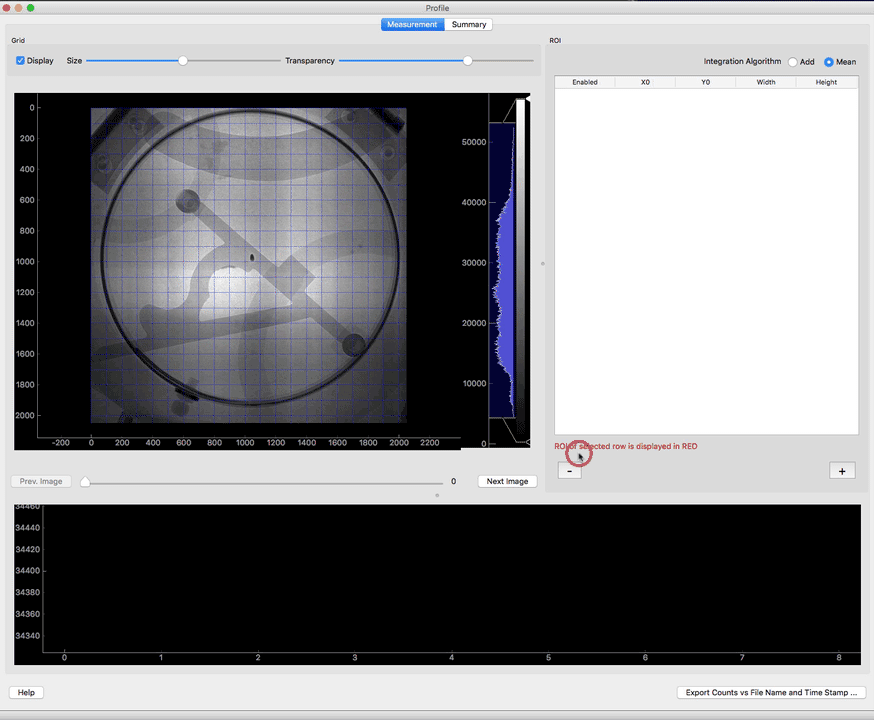 Profile
Measurement Summary
Grid
Display Size Transparency
ROI
Integration Algorithm Add Mean
Enabled X0 Y0 Width Height
0
200
400
600
800
1000
1200
1400
1600
1800
2000
-200 0 200 400 600 800 1000 1200 1400 1600 1800 2000 2200
50000
40000
30000
20000
10000
0
ROI of selected row is displayed in RED
- +
Prev. Image 0 Next Image
34460
34440
34420
34400
34380
34360
34340
0 1 2 3 4 5 6 7 8
Help Export Counts vs File Name and Time Stamp ...